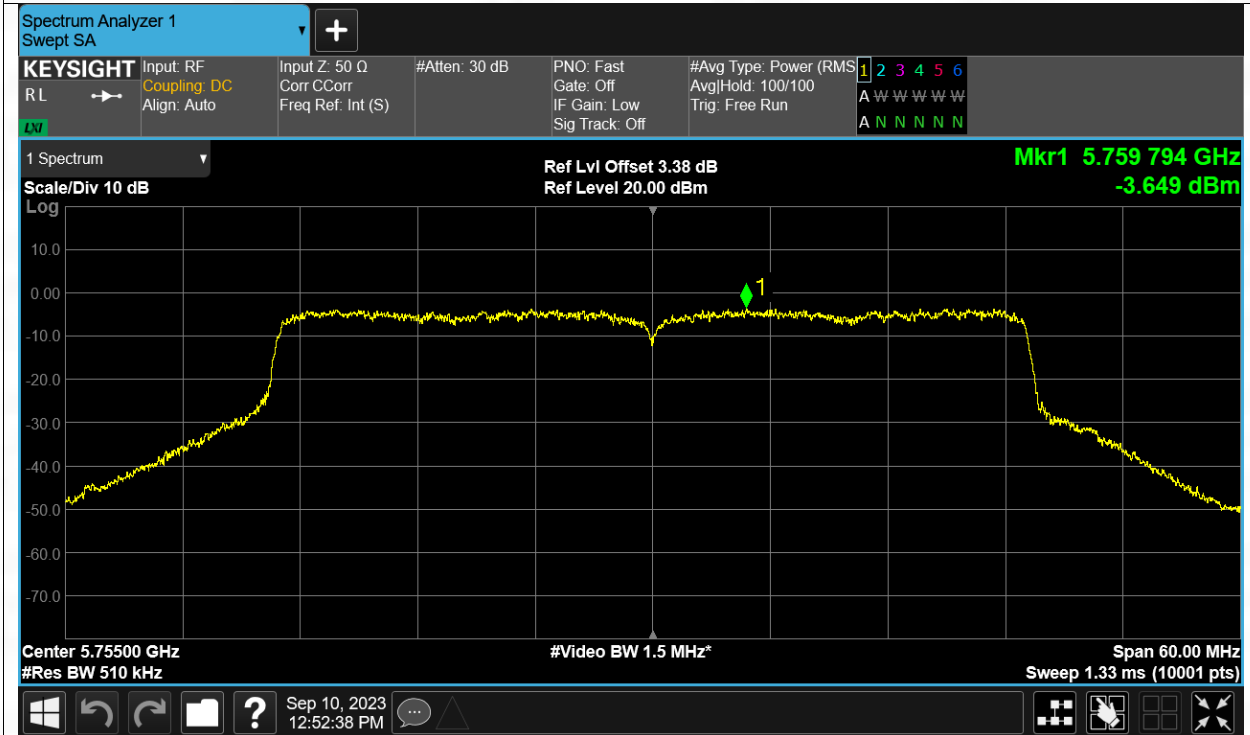 Spectrum Analyzer 1
Swept SA
+
KEYSIGHT
R L
LXI
Input: RF
Coupling: DC
Align: Auto
Input Z: 50 Ω
Corr CCorr
Freq Ref: Int (S)
#Atten: 30 dB
PNO: Fast
Gate: Off
IF Gain: Low
Sig Track: Off
#Avg Type: Power (RMS
Avg|Hold: 100/100
Trig: Free Run
1 2 3 4 5 6
A W W W W W
A N N N N N
1 Spectrum
Scale/Div 10 dB
Log
Ref Lvl Offset 3.38 dB
Ref Level 20.00 dBm
Mkr1 5.759 794 GHz
-3.649 dBm
10.0
0.00
-10.0
-20.0
-30.0
-40.0
-50.0
-60.0
-70.0
1
Center 5.75500 GHz
#Res BW 510 kHz
#Video BW 1.5 MHz*
Span 60.00 MHz
Sweep 1.33 ms (10001 pts)
?
Sep 10, 2023
12:52:38 PM